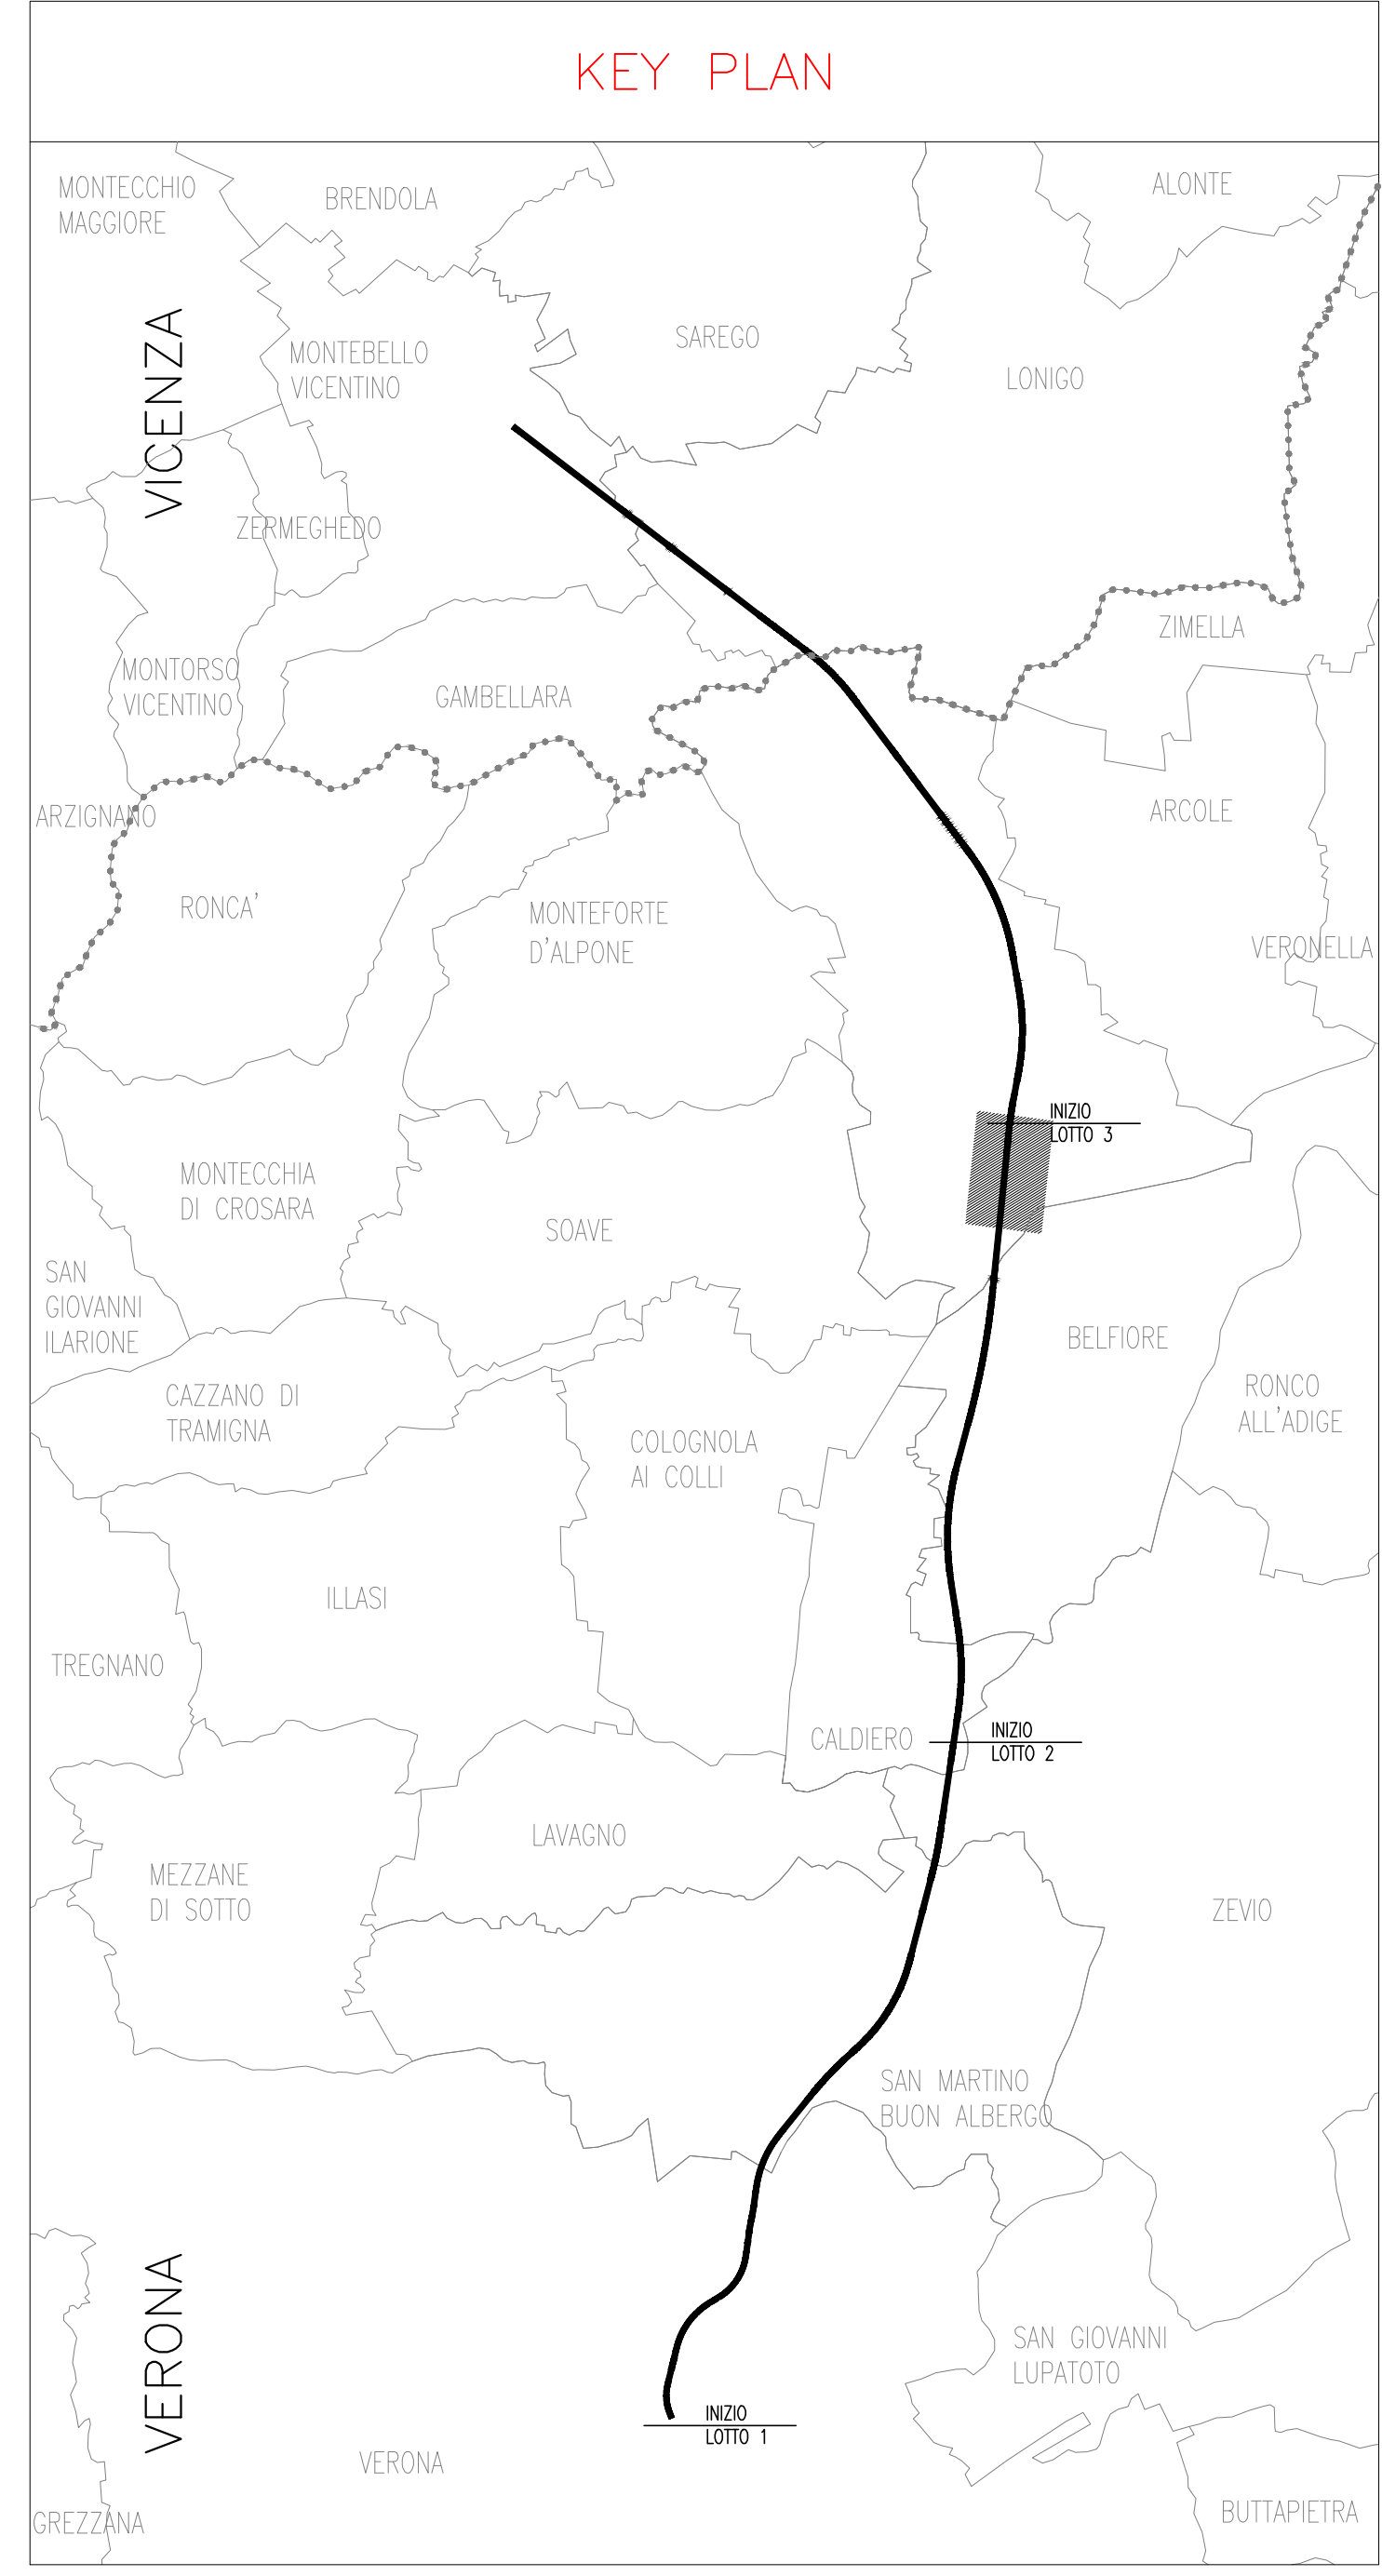 KEY PLAN
MONTECCHIO
MAGGIORE
BRENDOLA
ALONTE
VICENZA
MONTEBELLO
VICENTINO
SAREGO
LONIGO
ZERMEGHEDO
ZIMELLA
MONTORSO
VICENTINO
GAMBELLARA
ARZIGNANO
ARCOLE
RONCA'
MONTEFORTE
D'ALPONE
VERONELLA
INIZIO
LOTTO 3
MONTECCHIA
DI CROSARA
SOAVE
SAN
GIOVANNI
ILARIONE
BELFIORE
CAZZANO DI
TRAMIGNA
RONCO
ALL'ADIGE
COLOGNOLA
AI COLLI
ILLASI
TREGNANO
CALDIERO
INIZIO
LOTTO 2
LAVAGNO
MEZZANE
DI SOTTO
ZEVIO
SAN MARTINO
BUON ALBERGO
VERONA
SAN GIOVANNI
LUPATOTO
INIZIO
LOTTO 1
VERONA
GREZZANA
BUTTAPIETRA